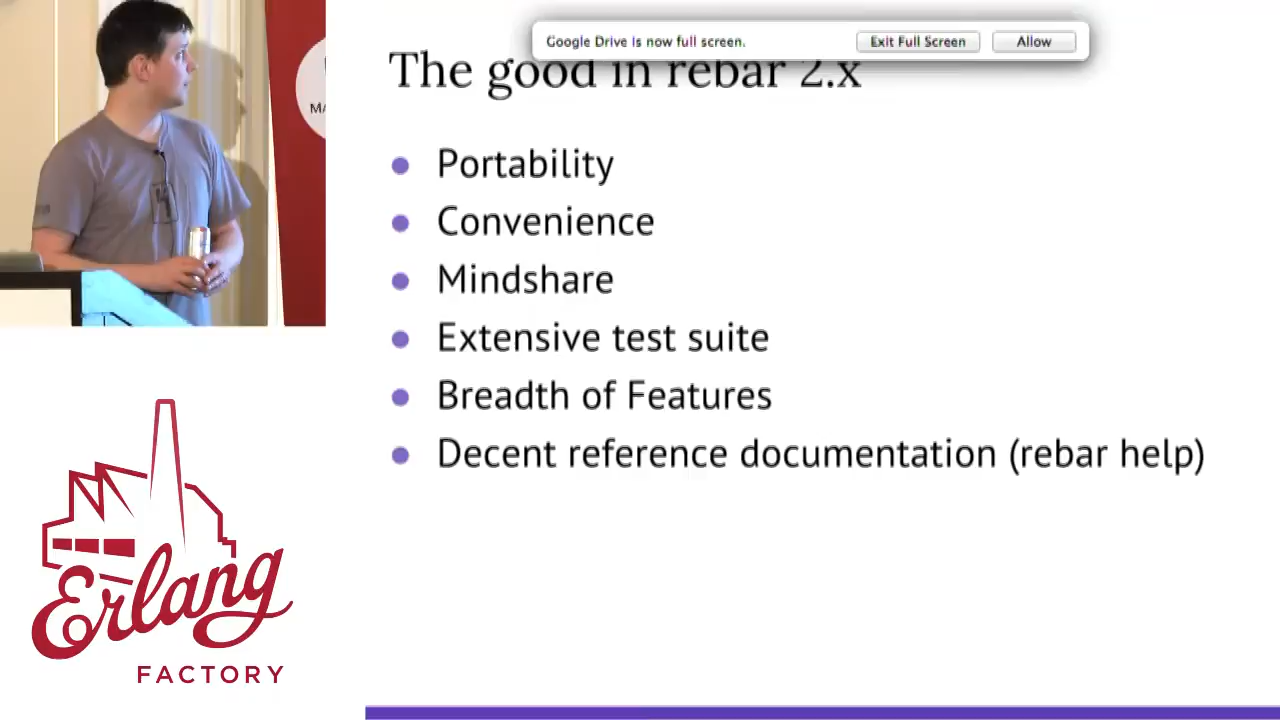 Google Drive is now full screen.
Exit Full Screen
Allow
The good in rebar 2.x
MA
Portability
Convenience
Mindshare
Extensive test suite
Breadth of Features
Decent reference documentation (rebar help)
Erlang
FACTORY